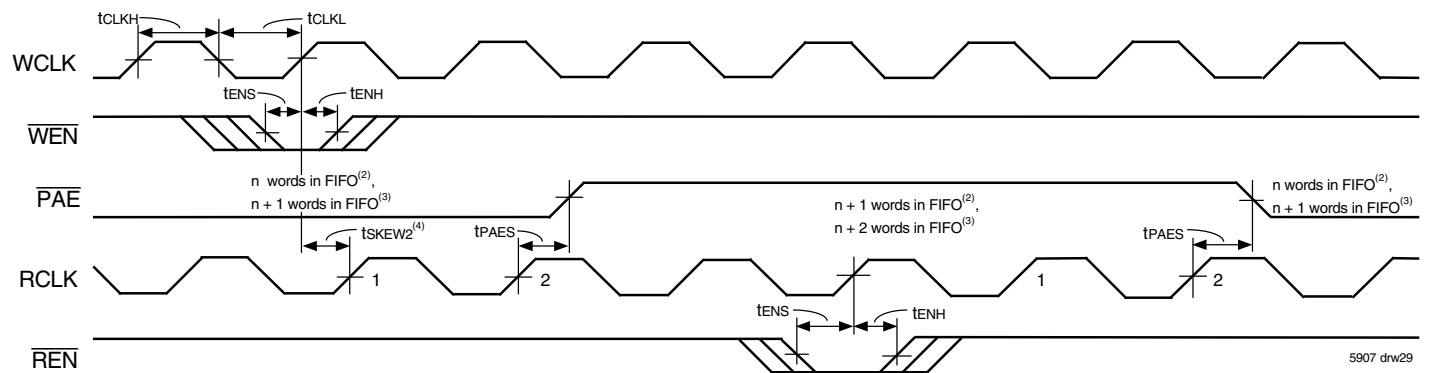 tCLKH
tCLKL
WCLK
tENS
tENH
WEN
n words in FIFO(2),
n + 1 words in FIFO(3)
PAE
n + 1 words in FIFO(2),
n + 2 words in FIFO(3)
n words in FIFO(2),
n + 1 words in FIFO(3)
tSKEW2(4)
tPAES
tPAES
RCLK
1
2
1
2
tENS
tENH
REN
5907 drw29